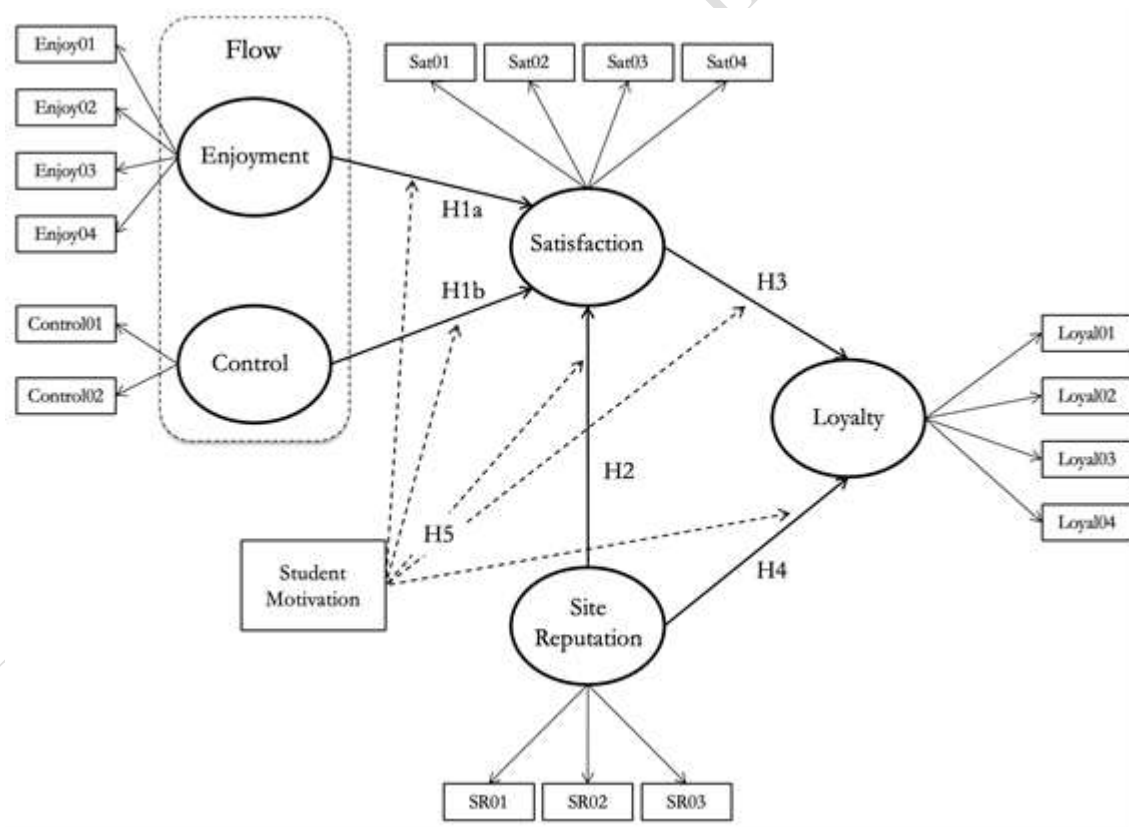 Enjoy01
Enjoy02
Enjoy03
Enjoy04
Control01
Control02
Flow
Enjoyment
Control
Sat01
Sat02
Sat03
Sat04
H1a
H1b
Satisfaction
H3
H2
H5
H4
Student
Motivation
Site
Reputation
Loyalty
Loyal01
Loyal02
Loyal03
Loyal04
SR01
SR02
SR03